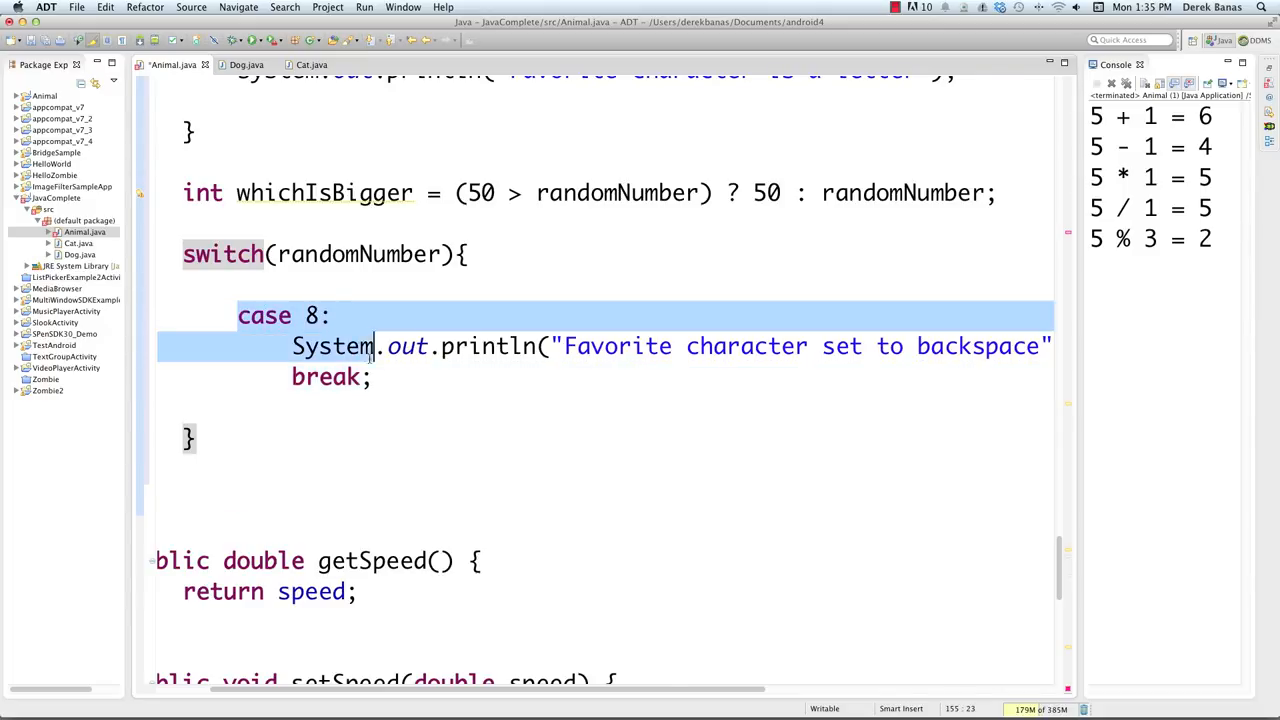 ADT File Edit Refactor Source Navigate Search Project Run Window Help
10
Mon 1:35 PM Derek Banas
Java – JavaComplete/src/Animal.java – ADT – /Users/derekbanas/Documents/android4
Quick Access
Java
DDMS
Package Exp
Animal
appcompat_v7
appcompat_v7_2
appcompat_v7_3
appcompat_v7_4
BridgeSample
HelloWorld
HelloZombie
ImageFilterSampleApp
JavaComplete
src
(default package)
Animal.java
Cat.java
Dog.java
JRE System Library [Ja
ListPickerExample2Activi
MediaBrowser
MultiWindowSDKExample
MusicPlayerActivity
SlookActivity
SPenSDK30_Demo
TestAndroid
TextGroupActivity
VideoPlayerActivity
Zombie
Zombie2
*Animal.java
Dog.java
Cat.java
System.out.println("Favorite character is a letter");
}
int whichIsBigger = (50 > randomNumber) ? 50 : randomNumber;
switch(randomNumber){
case 8:
System.out.println("Favorite character set to backspace"
break;
}
blic double getSpeed() {
return speed;
blic void setSpeed(double speed) {
Console
<terminated> Animal (1) [Java Application] /S
5 + 1 = 6
5 - 1 = 4
5 * 1 = 5
5 / 1 = 5
5 % 3 = 2
Writable
Smart Insert
155 : 23
179M of 385M